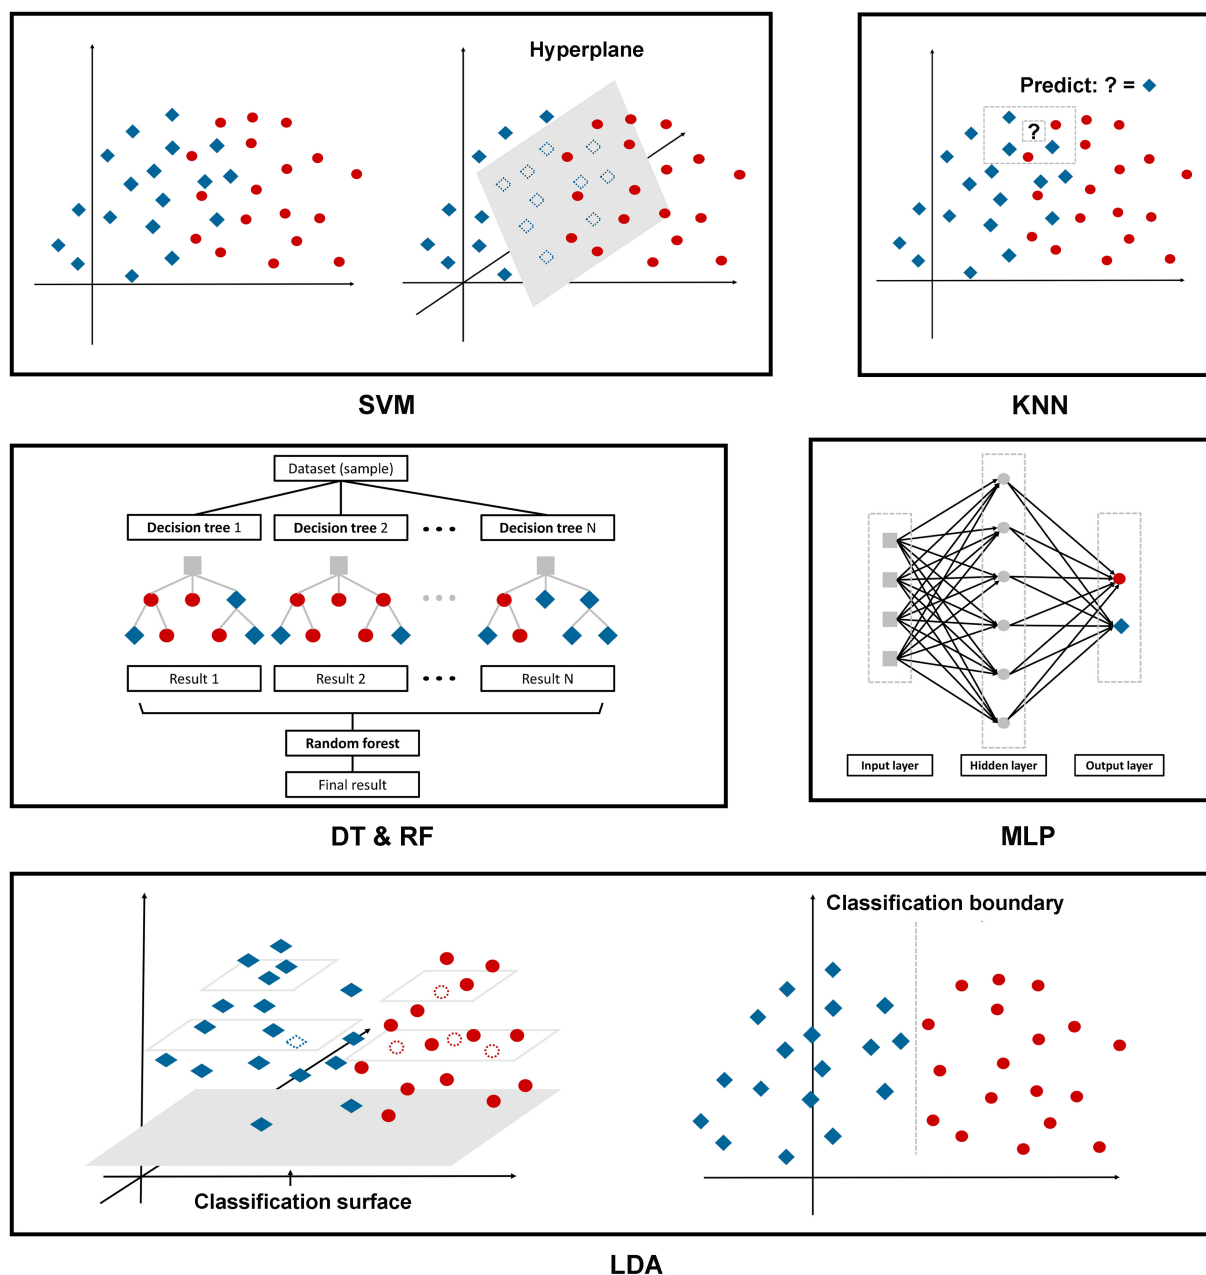 Hyperplane
Predict: ? =
?
SVM
KNN
Dataset (sample)
Decision tree 1
Decision tree 2
Decision tree N
Result 1
Result 2
Result N
Random forest
Final result
Input layer
Hidden layer
Output layer
DT & RF
MLP
Classification boundary
Classification surface
LDA